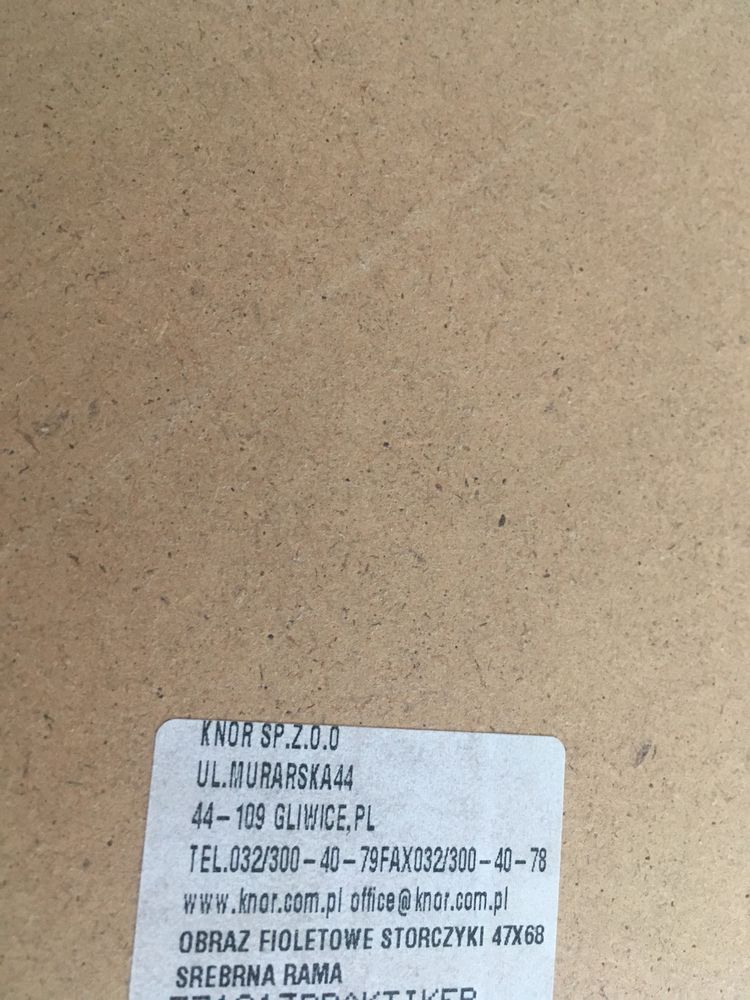 KNOR SP.Z.O.O
UL.MURARSKA44
44-109 GLIWICE,PL
TEL.032/300-40-79FAX032/300-40-78
www.knor.com.pl office@knor.com.pl
OBRAZ FIOLETOWE STORCZYKI 47X68
SREBRNA RAMA